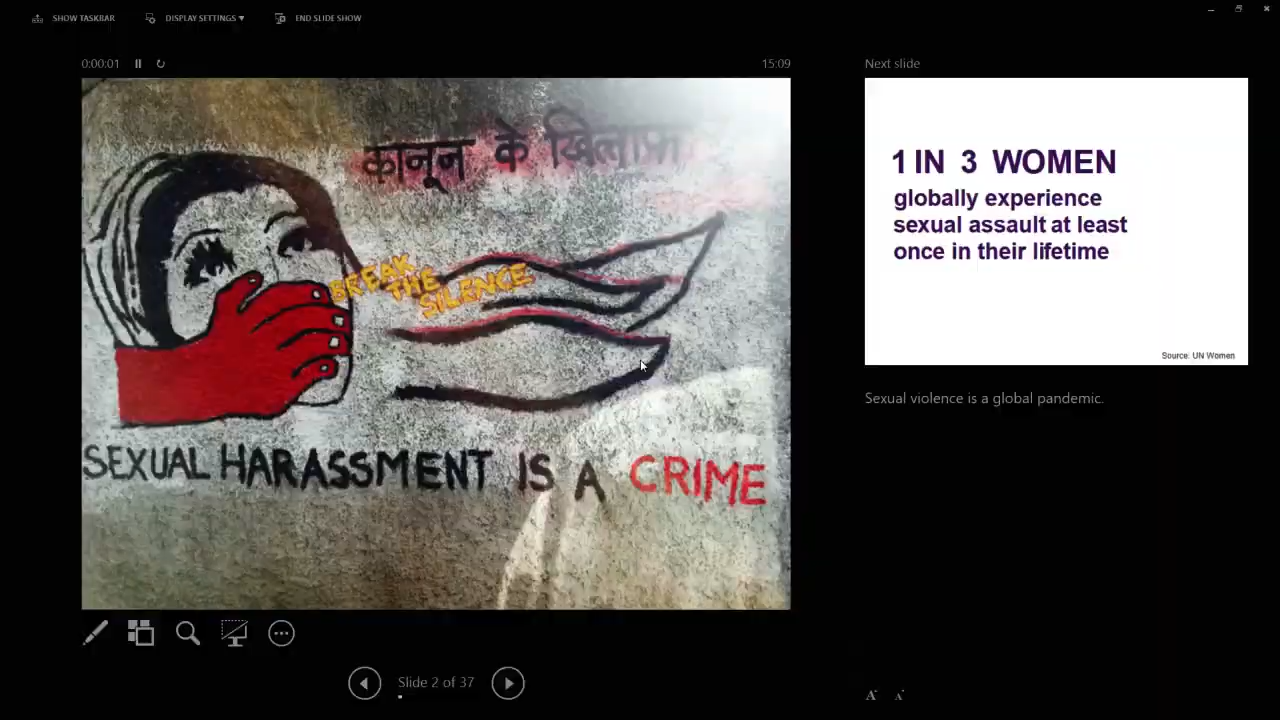 SHOW TASKBAR
DISPLAY SETTINGS ▾
END SLIDE SHOW
0:00:01
15:09
Next slide
कानून के खिलाफ
BREAK
THE
SILENCE
SEXUAL HARASSMENT IS A CRIME
1 IN 3 WOMEN
globally experience
sexual assault at least
once in their lifetime
Source: UN Women
Sexual violence is a global pandemic.
Slide 2 of 37
A
A